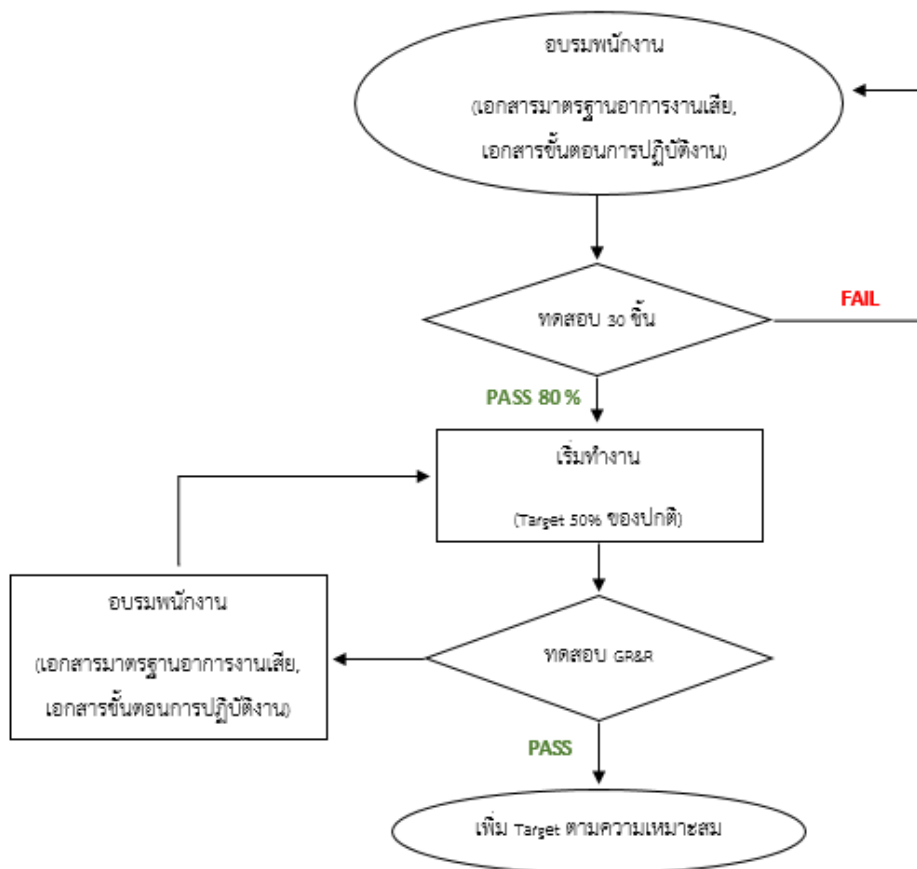 อบรมพนักงาน
(เอกสารมาตรฐานอาการงานเสีย,
เอกสารขั้นตอนการปฏิบัติงาน)
ทดสอบ 30 ชิ้น
FAIL
PASS 80 %
เริ่มทำงาน
(Target 50% ของปกติ)
อบรมพนักงาน
(เอกสารมาตรฐานอาการงานเสีย,
เอกสารขั้นตอนการปฏิบัติงาน)
ทดสอบ GR&R
PASS
เพิ่ม Target ตามความเหมาะสม